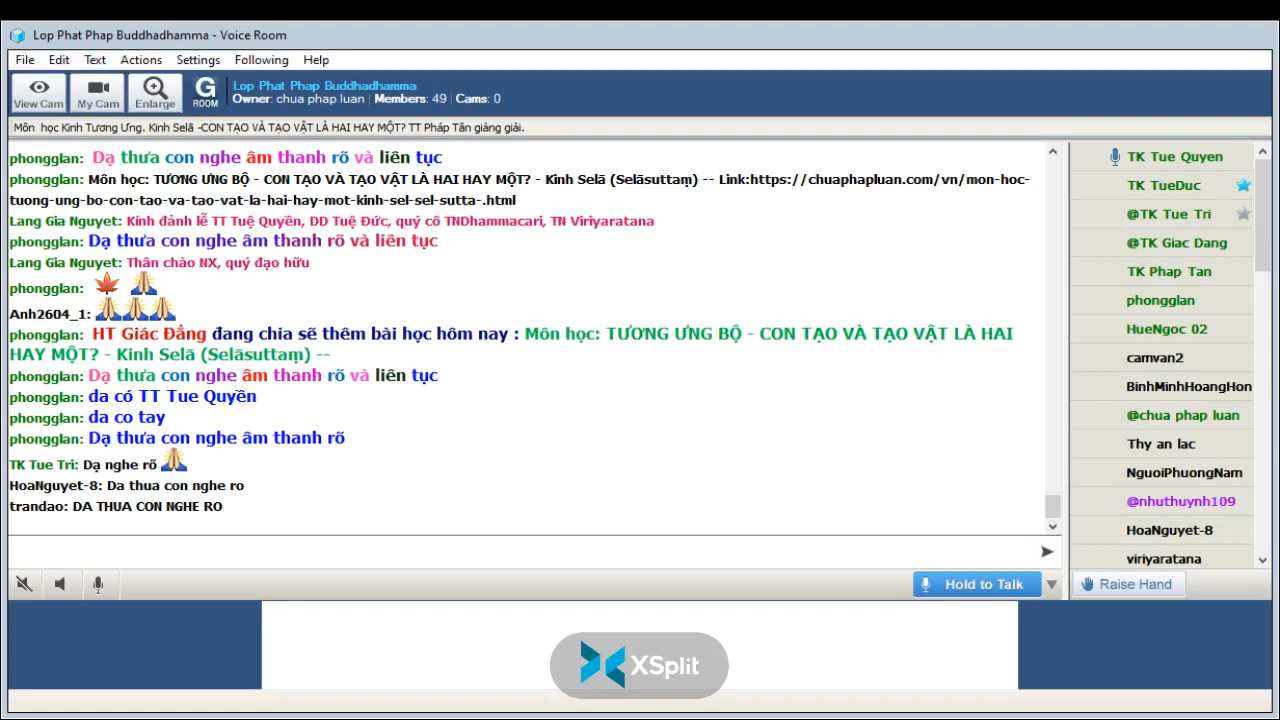 Lop Phat Phap Buddhadhamma - Voice Room
File Edit Text Actions Settings Following Help
View Cam My Cam Enlarge G ROOM
Lop Phat Phap Buddhadhamma
Owner: chua phap luan | Members: 49 | Cams: 0
Môn học Kinh Tương Ưng. Kinh Selā -CON TẠO VÀ TẠO VẬT LÀ HAI HAY MỘT? TT Pháp Tân giảng giải.
phongglan: Dạ thưa con nghe âm thanh rõ và liên tục
phongglan: Môn học: TƯƠNG ƯNG BỘ - CON TẠO VÀ TẠO VẬT LÀ HAI HAY MỘT? - Kinh Selā (Selāsuttaṃ) -- Link:https://chuaphapluan.com/vn/mon-hoc-
tuong-ung-bo-con-tao-va-tao-vat-la-hai-hay-mot-kinh-sel-sel-sutta-.html
Lang Gia Nguyet: Kính đảnh lễ TT Tuệ Quyền, DD Tuệ Đức, quý cô TNDhammacari, TN Viriyaratana
phongglan: Dạ thưa con nghe âm thanh rõ và liên tục
Lang Gia Nguyet: Thân chào NX, quý đạo hữu
phongglan:
Anh2604_1:
phongglan: HT Giác Đẳng đang chia sẽ thêm bài học hôm nay : Môn học: TƯƠNG ƯNG BỘ - CON TẠO VÀ TẠO VẬT LÀ HAI
HAY MỘT? - Kinh Selā (Selāsuttaṃ) --
phongglan: Dạ thưa con nghe âm thanh rõ và liên tục
phongglan: da có TT Tue Quyền
phongglan: da co tay
phongglan: Dạ thưa con nghe âm thanh rõ
TK Tue Tri: Dạ nghe rõ
HoaNguyet-8: Da thua con nghe ro
trandao: DA THUA CON NGHE RO
TK Tue Quyen
TK TueDuc
@TK Tue Tri
@TK Giac Dang
TK Phap Tan
phongglan
HueNgoc 02
camvan2
BinhMinhHoangHon
@chua phap luan
Thy an lac
NguoiPhuongNam
@nhuthuynh109
HoaNguyet-8
viriyaratana
Hold to Talk
Raise Hand
XSplit